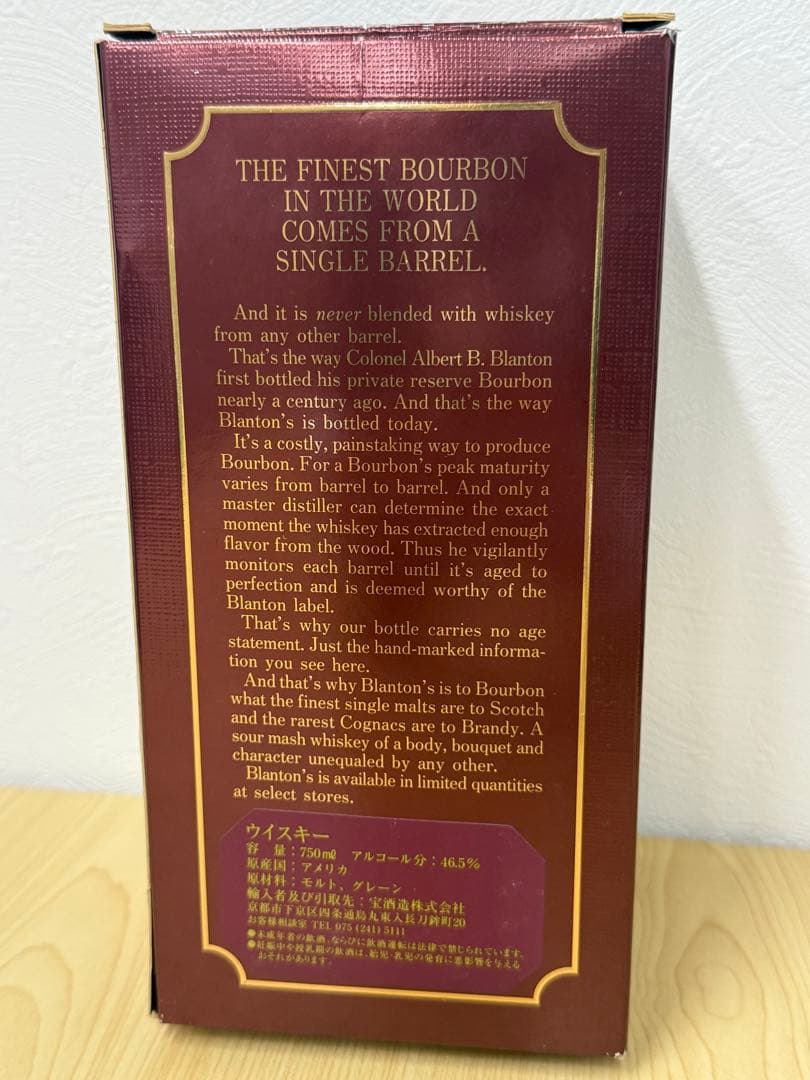 THE FINEST BOURBON
IN THE WORLD
COMES FROM A
SINGLE BARREL.
And it is never blended with whiskey
from any other barrel.
That's the way Colonel Albert B. Blanton
first bottled his private reserve Bourbon
nearly a century ago. And that's the way
Blanton's is bottled today.
It's a costly, painstaking way to produce
Bourbon. For a Bourbon's peak maturity
varies from barrel to barrel. And only a
master distiller can determine the exact
moment the whiskey has extracted enough
flavor from the wood. Thus he vigilantly
monitors each barrel until it's aged to
perfection and is deemed worthy of the
Blanton label.
That's why our bottle carries no age
statement. Just the hand-marked informa-
tion you see here.
And that's why Blanton's is to Bourbon
what the finest single malts are to Scotch
and the rarest Cognacs are to Brandy. A
sour mash whiskey of a body, bouquet and
character unequaled by any other.
Blanton's is available in limited quantities
at select stores.
ウイスキー
容 量:750mℓ アルコール分:46.5%
原産国:アメリカ
原材料:モルト、グレーン
輸入者及び引取先:宝酒造株式会社
京都市下京区四条通烏丸東入長刀鉾町20
お客様相談室 TEL 075 (241) 5111
●未成年者の飲酒、ならびに飲酒運転は法律で禁じられています。
●妊娠中や授乳期の飲酒は、胎児・乳児の発育に悪影響を与える
おそれがあります。